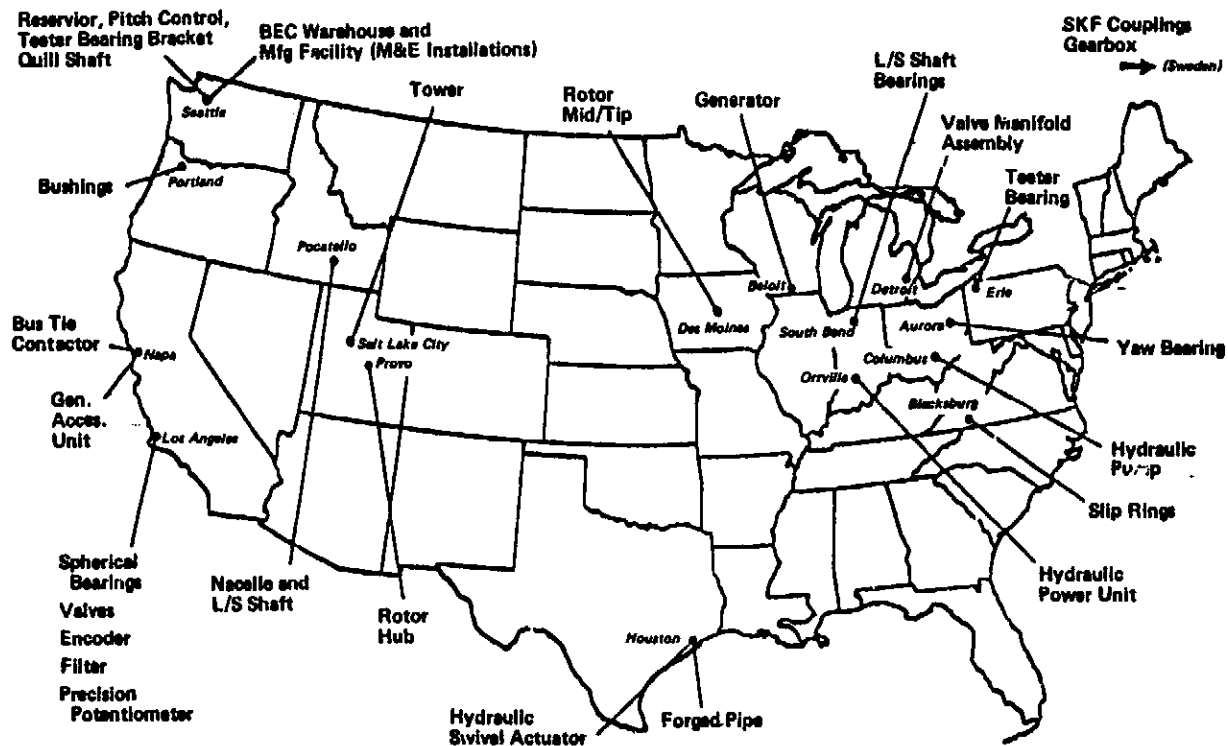 Reservior, Pitch Control,
Teeter Bearing Bracket
Quill Shaft
BEC Warehouse and
Mfg Facility (M&E Installations)
Tower
Rotor
Mid/Tip
Generator
L/S Shaft
Bearings
SKF Couplings
Gearbox
(Sweden)
Valve Manifold
Assembly
Teeter
Bearing
Seattle
Bushings
Portland
Pocatello
Beloit
Detroit
Erie
Bus Tie
Contactor
Napa
Salt Lake City
Provo
Des Moines
South Bend
Aurora
Columbus
Yaw Bearing
Orrville
Blacksburg
Gen.
Acces.
Unit
Los Angeles
Hydraulic
Pump
Slip Rings
Spherical
Bearings
Valves
Encoder
Filter
Precision
Potentiometer
Nacelle and
L/S Shaft
Rotor
Hub
Houston
Hydraulic
Power Unit
Hydraulic
Swivel Actuator
Forged Pipe